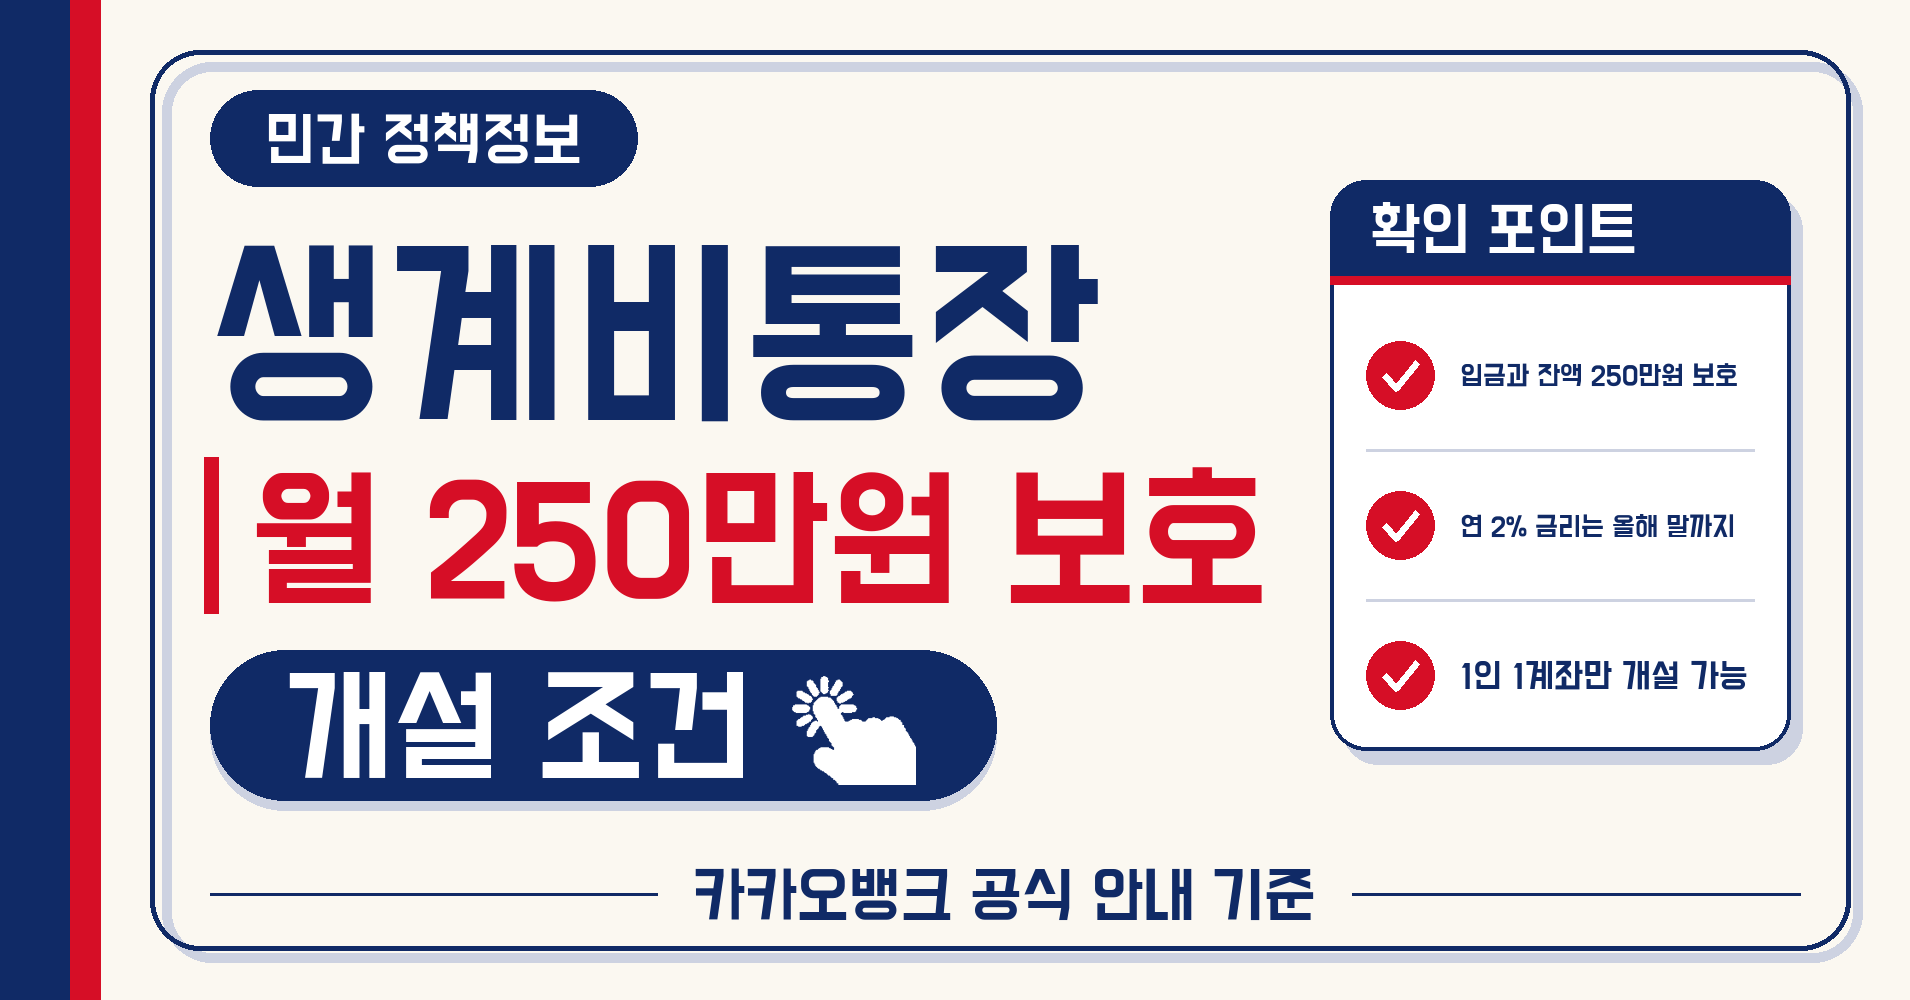 민간 정책정보
생계비통장
월 250만원 보호
개설 조건
확인 포인트
입금과 잔액 250만원 보호
연 2% 금리는 올해 말까지
1인 1계좌만 개설 가능
카카오뱅크 공식 안내 기준